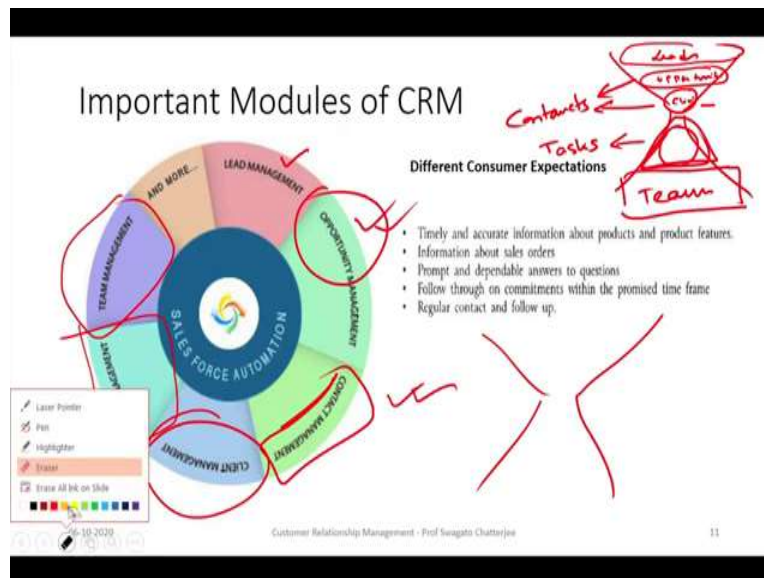 Important Modules of CRM
Leads
Contacts
Tasks
Team
Different Consumer Expectations
• Timely and accurate information about products and product features.
• Information about sales orders
• Prompt and dependable answers to questions
• Follow through on commitments within the promised time frame
• Regular contact and follow up.
AND MORE...
LEAD MANAGEMENT
OPPORTUNITY MANAGEMENT
CONTACT MANAGEMENT
CLIENT MANAGEMENT
AGEMENT
TEAM MANAGEMENT
SALES FORCE AUTOMATION
Laser Pointer
Pen
Highlighter
Eraser
Erase All Ink on Slide
06-10-2020
Customer Relationship Management - Prof Swagato Chatterjee
11